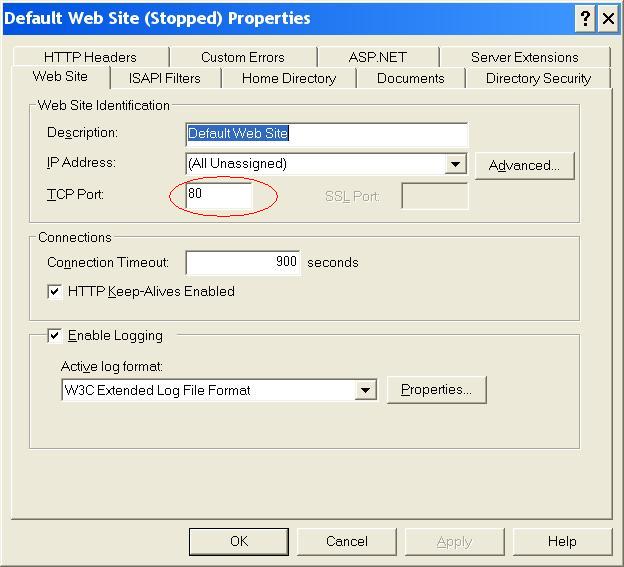 Default Web Site (Stopped) Properties
HTTP Headers Custom Errors ASP.NET Server Extensions
Web Site ISAPI Filters Home Directory Documents Directory Security
Web Site Identification
Description: Default Web Site
IP Address: (All Unassigned) Advanced...
TCP Port: 80 SSL Port:
Connections
Connection Timeout: 900 seconds
HTTP Keep-Alives Enabled
Enable Logging
Active log format:
W3C Extended Log File Format Properties...
OK Cancel Apply Help